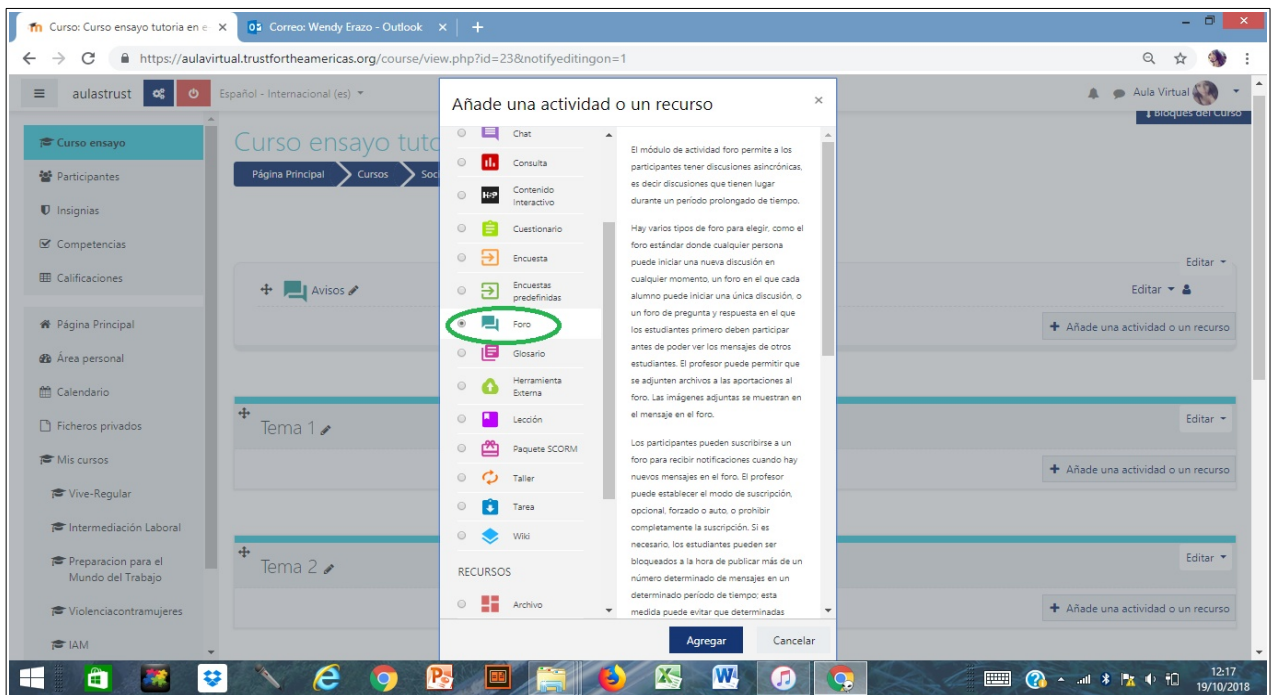 Curso: Curso ensayo tutoria en e
Correo: Wendy Erazo - Outlook
https://aulavirtual.trustfortheamericas.org/course/view.php?id=23&notifyeditingon=1
aulastrust
Español - Internacional (es)
Aula Virtual
Bloques del Curso
Curso ensayo
Participantes
Insignias
Competencias
Calificaciones
Página Principal
Área personal
Calendario
Ficheros privados
Mis cursos
Vive-Regular
Intermediación Laboral
Preparacion para el
Mundo del Trabajo
Violenciacontramujeres
IAM
Curso ensayo tuto
Página Principal
Cursos
Soc
Avisos
Tema 1
Tema 2
Añade una actividad o un recurso
Chat
Consulta
H5P
Contenido
Interactivo
Cuestionario
Encuesta
Encuestas
predefinidas
Foro
Glosario
Herramienta
Externa
Lección
Paquete SCORM
Taller
Tarea
Wiki
RECURSOS
Archivo
El módulo de actividad foro permite a los
participantes tener discusiones asincrónicas,
es decir discusiones que tienen lugar
durante un periodo prolongado de tiempo.
Hay varios tipos de foro para elegir, como el
foro estándar donde cualquier persona
puede iniciar una nueva discusión en
cualquier momento, un foro en el que cada
alumno puede iniciar una única discusión, o
un foro de pregunta y respuesta en el que
los estudiantes primero deben participar
antes de poder ver los mensajes de otros
estudiantes. El profesor puede permitir que
se adjunten archivos a las aportaciones al
foro. Las imágenes adjuntas se muestran en
el mensaje en el foro.
Los participantes pueden suscribirse a un
foro para recibir notificaciones cuando hay
nuevos mensajes en el foro. El profesor
puede establecer el modo de suscripción,
opcional, forzado o auto, o prohibir
completamente la suscripción. Si es
necesario, los estudiantes pueden ser
bloqueados a la hora de publicar más de un
número determinado de mensajes en un
determinado período de tiempo; esta
medida puede evitar que determinadas
Agregar
Cancelar
Editar
Editar
Añade una actividad o un recurso
Editar
Añade una actividad o un recurso
Editar
Añade una actividad o un recurso
12:17
19/10/2018